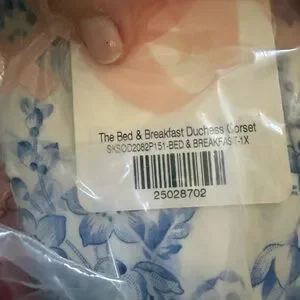 The Bed & Breakfast Duchess Corset
SKSOD2082P151-BED & BREAKFAST-1X
25028702